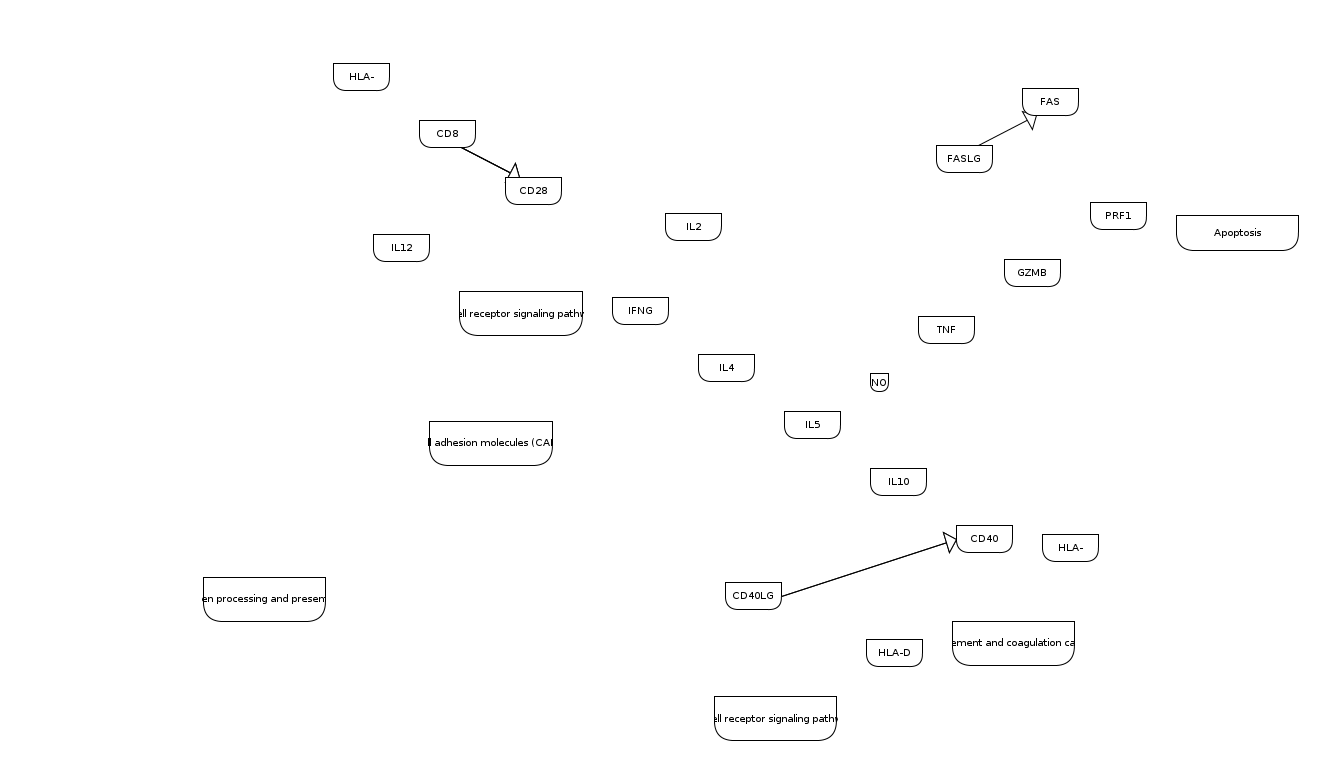 HLA-
FAS
CD8
FASLG
CD28
PRF1
IL2
Apoptosis
IL12
GZMB
IFNG
ell receptor signaling pathw
TNF
IL4
NO
IL5
l adhesion molecules (CAI
IL10
CD40
HLA-
CD40LG
en processing and presen
ement and coagulation ca
HLA-D
ell receptor signaling pathw